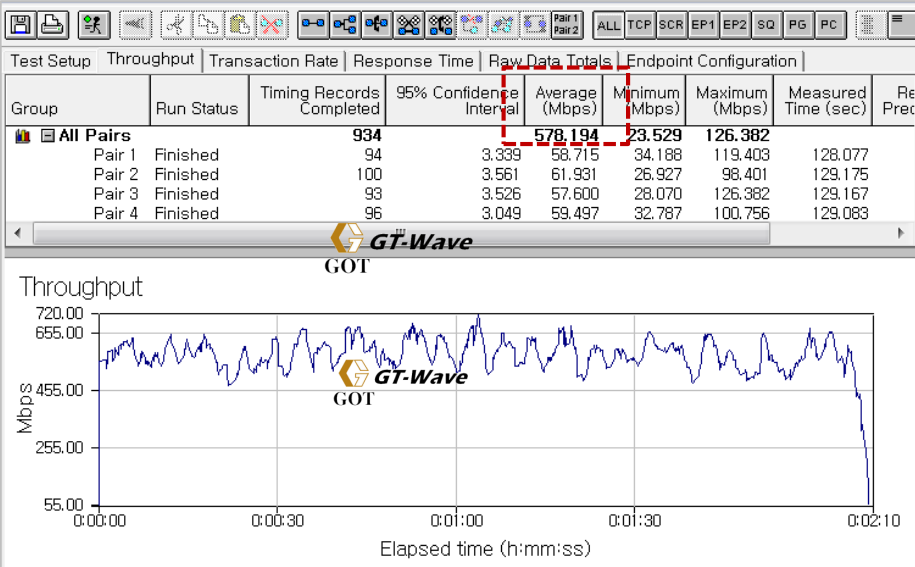 Pair 1
Pair 2
ALL TCP SCR EP1 EP2 SQ PG PC
Test Setup Throughput Transaction Rate Response Time Raw Data Totals Endpoint Configuration
Group Run Status Timing Records Completed 95% Confidence Interval Average (Mbps) Minimum (Mbps) Maximum (Mbps) Measured Time (sec) Re Prec
All Pairs 934 578.194 23.529 126.382
Pair 1 Finished 94 3.339 58.715 34.188 119.403 128.077
Pair 2 Finished 100 3.561 61.931 26.927 98.401 129.175
Pair 3 Finished 93 3.526 57.600 28.070 126.382 129.167
Pair 4 Finished 96 3.049 59.497 32.787 100.756 129.083
GT-Wave
GOT
Throughput
720.00
655.00
455.00
255.00
55.00
Mbps
GT-Wave
GOT
0:00:00 0:00:30 0:01:00 0:01:30 0:02:10
Elapsed time (h:mm:ss)